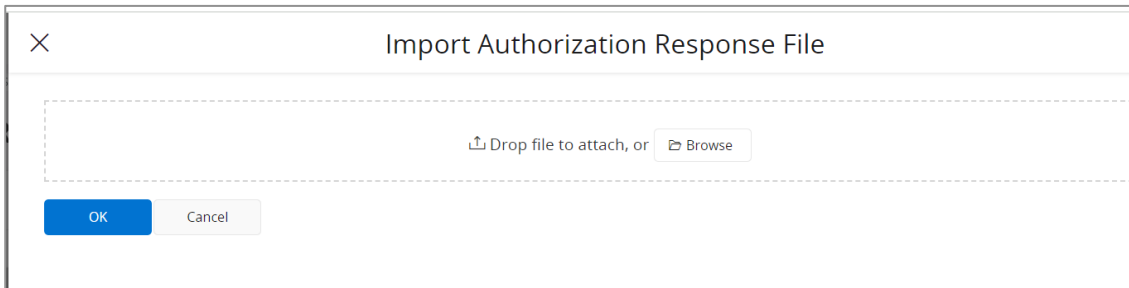 Import Authorization Response File
Drop file to attach, or Browse
OK Cancel